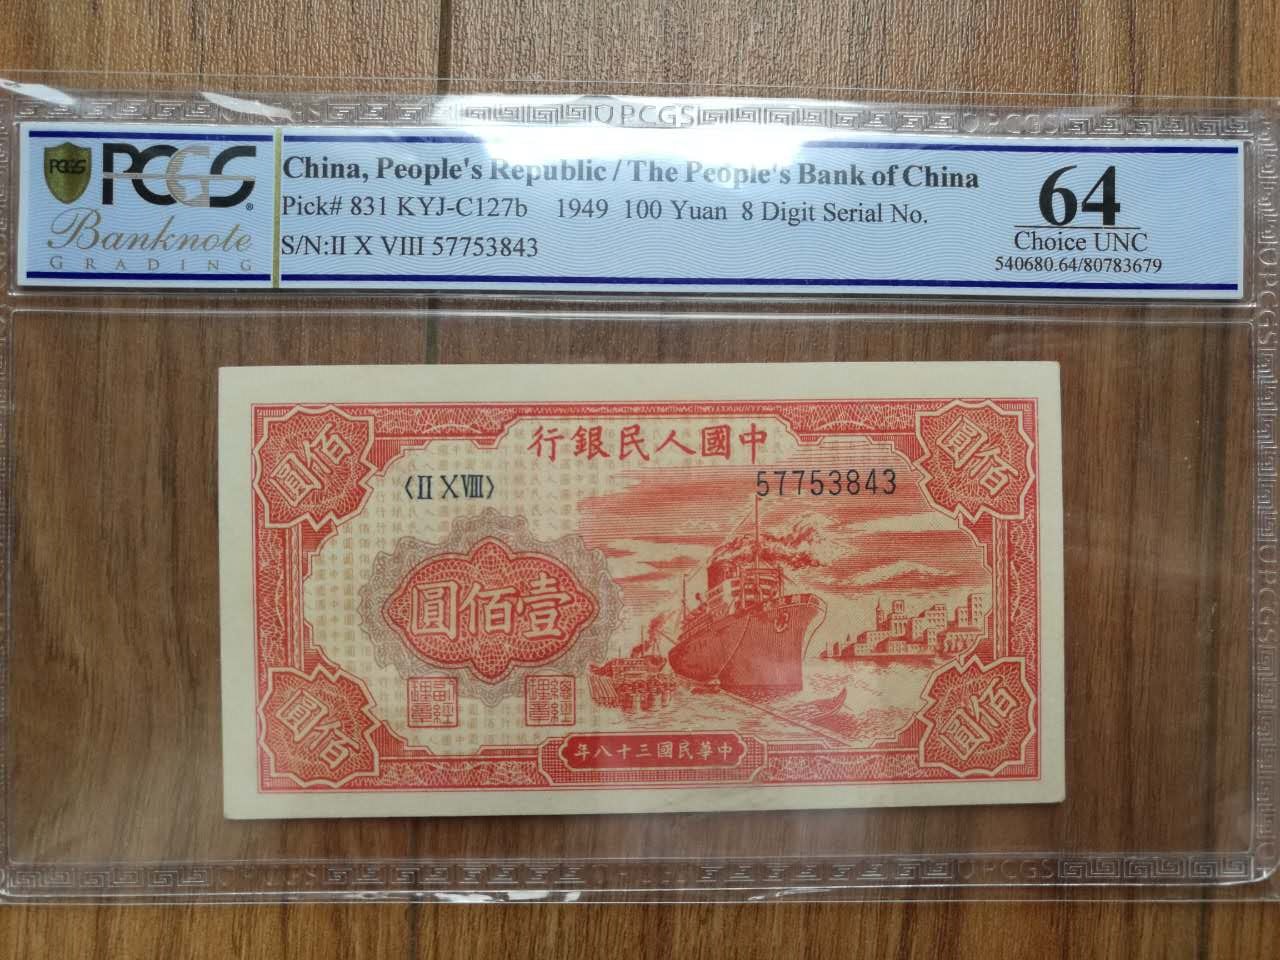 PCGS
PCGS
Banknote
GRADING
China, People's Republic / The People's Bank of China
Pick# 831 KYJ-C127b 1949 100 Yuan 8 Digit Serial No.
S/N:II X VIII 57753843
64
Choice UNC
540680.64/80783679
行銀民人國中
〈II X VIII〉
57753843
圓佰
圓佰
圓佰壹
圓佰
圓佰
年八十三國民華中